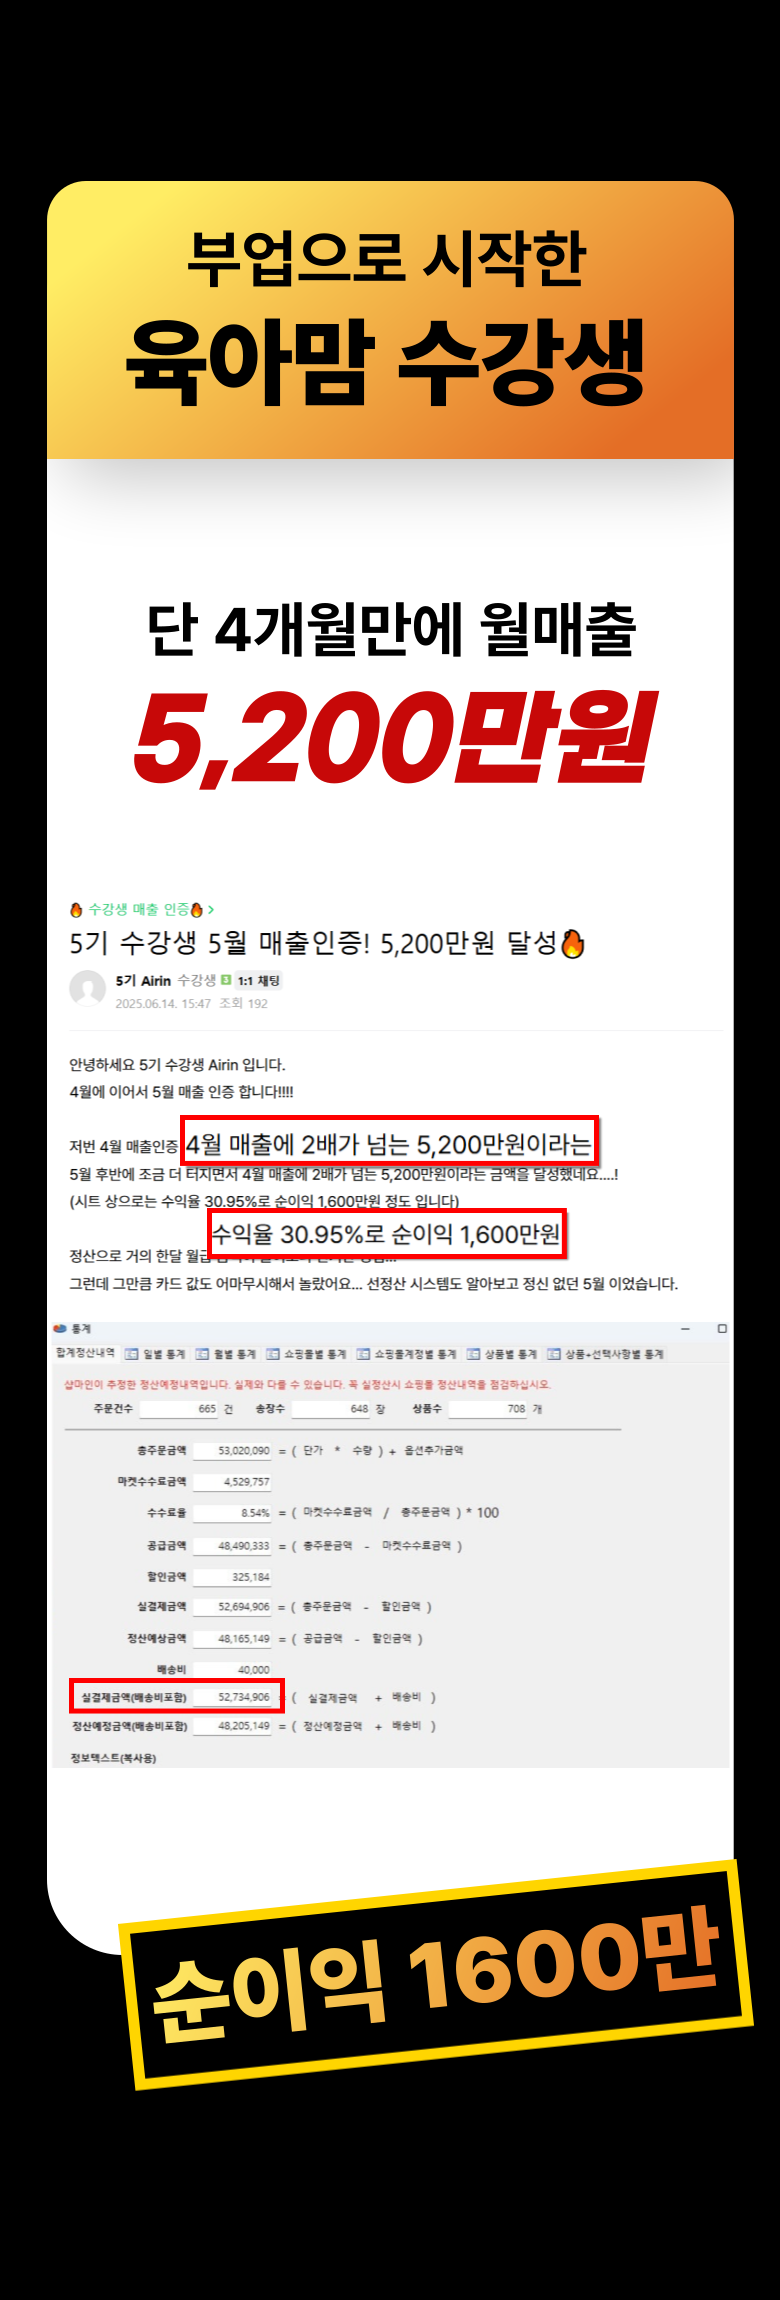 부업으로 시작한
육아맘 수강생
단 4개월만에 월매출
5,200만원
🔥 수강생 매출 인증🔥 >
5기 수강생 5월 매출인증! 5,200만원 달성🔥
5기 Airin 수강생 3 1:1 채팅
2025.06.14. 15:47 조회 192
안녕하세요 5기 수강생 Airin 입니다.
4월에 이어서 5월 매출 인증 합니다!!!!
저번 4월 매출인증 4월 매출에 2배가 넘는 5,200만원이라는
5월 후반에 조금 더 터지면서 4월 매출에 2배가 넘는 5,200만원이라는 금액을 달성했네요....!
(시트 상으로는 수익율 30.95%로 순이익 1,600만원 정도 입니다)
수익율 30.95%로 순이익 1,600만원
정산으로 거의 한달 월급
그런데 그만큼 카드 값도 어마무시해서 놀랐어요... 선정산 시스템도 알아보고 정신 없던 5월 이었습니다.
통계
합계정산내역 일별 통계 월별 통계 쇼핑몰별 통계 쇼핑몰계정별 통계 상품별 통계 상품+선택사항별 통계
샵마인이 추정한 정산예정내역입니다. 실제와 다를 수 있습니다. 꼭 실정산시 쇼핑몰 정산내역을 점검하십시오.
주문건수 665 건 송장수 648 장 상품수 708 개
총주문금액 53,020,090 = ( 단가 * 수량 ) + 옵션추가금액
마켓수수료금액 4,529,757
수수료율 8.54% = ( 마켓수수료금액 / 총주문금액 ) * 100
공급금액 48,490,333 = ( 총주문금액 - 마켓수수료금액 )
할인금액 325,184
실결제금액 52,694,906 = ( 총주문금액 - 할인금액 )
정산예상금액 48,165,149 = ( 공급금액 - 할인금액 )
배송비 40,000
실결제금액(배송비포함) 52,734,906 = ( 실결제금액 + 배송비 )
정산예정금액(배송비포함) 48,205,149 = ( 정산예정금액 + 배송비 )
정보텍스트(복사용)
순이익 1600만